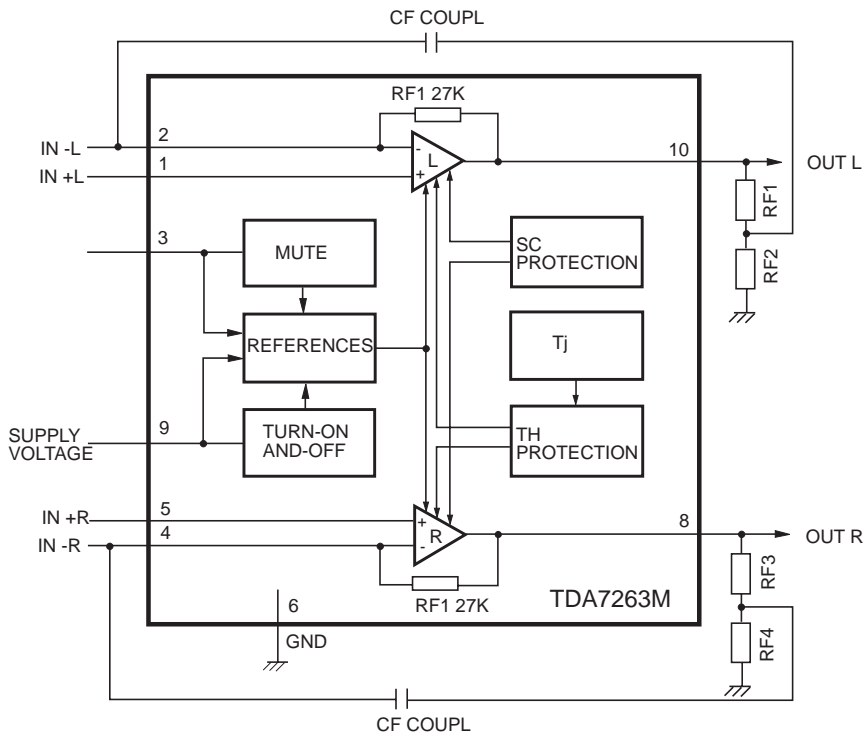 CF COUPL
RF1 27K
IN -L
2
-
L
10
OUT L
IN +L
1
+
RF1
3
MUTE
SC
PROTECTION
RF2
REFERENCES
Tj
SUPPLY
VOLTAGE
9
TURN-ON
AND-OFF
TH
PROTECTION
IN +R
5
+
R
8
OUT R
IN -R
4
-
RF3
RF1 27K
TDA7263M
6
GND
RF4
CF COUPL